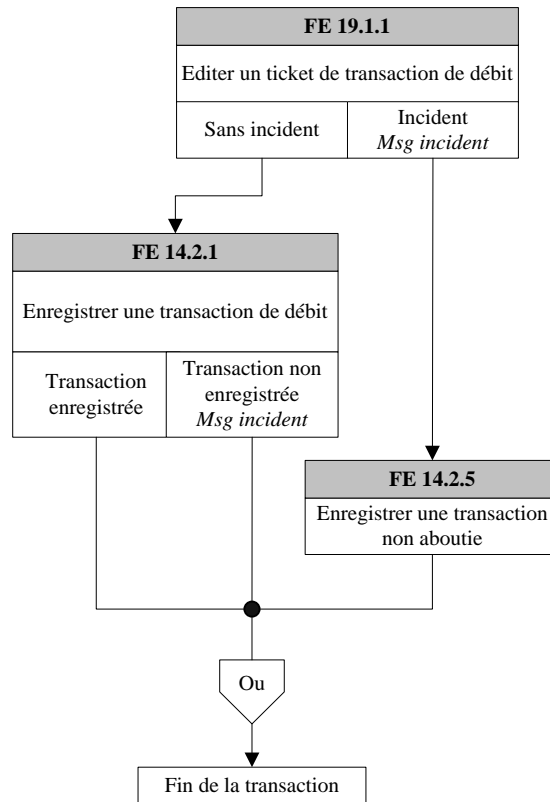 FE 19.1.1
Editer un ticket de transaction de débit
Sans incident
Incident
Msg incident
FE 14.2.1
Enregistrer une transaction de débit
Transaction
enregistrée
Transaction non
enregistrée
Msg incident
FE 14.2.5
Enregistrer une transaction
non aboutie
Ou
Fin de la transaction